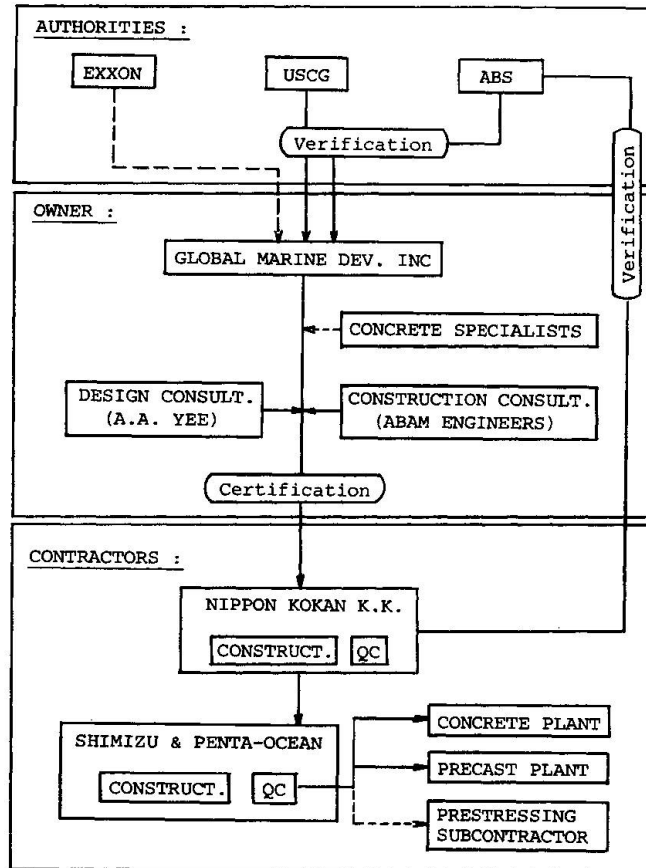 AUTHORITIES :
EXXON
USCG
ABS
Verification
Verification
OWNER :
GLOBAL MARINE DEV. INC
CONCRETE SPECIALISTS
DESIGN CONSULT.
(A.A. YEE)
CONSTRUCTION CONSULT.
(ABAM ENGINEERS)
Certification
CONTRACTORS :
NIPPON KOKAN K.K.
CONSTRUCT.
QC
SHIMIZU & PENTA-OCEAN
CONSTRUCT.
QC
CONCRETE PLANT
PRECAST PLANT
PRESTRESSING
SUBCONTRACTOR